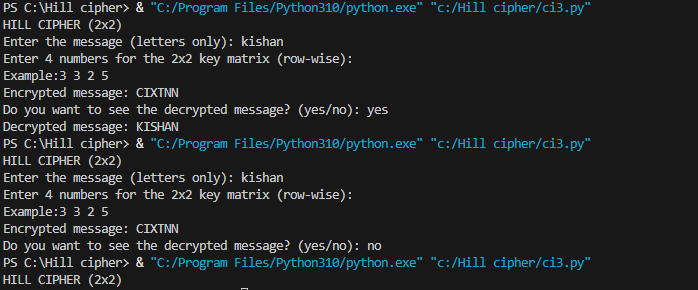 PS C:\Hill cipher> & "C:/Program Files/Python310/python.exe" "c:/Hill cipher/ci3.py"
HILL CIPHER (2x2)
Enter the message (letters only): kishan
Enter 4 numbers for the 2x2 key matrix (row-wise):
Example:3 3 2 5
Encrypted message: CIXTNN
Do you want to see the decrypted message? (yes/no): yes
Decrypted message: KISHAN
PS C:\Hill cipher> & "C:/Program Files/Python310/python.exe" "c:/Hill cipher/ci3.py"
HILL CIPHER (2x2)
Enter the message (letters only): kishan
Enter 4 numbers for the 2x2 key matrix (row-wise):
Example:3 3 2 5
Encrypted message: CIXTNN
Do you want to see the decrypted message? (yes/no): no
PS C:\Hill cipher> & "C:/Program Files/Python310/python.exe" "c:/Hill cipher/ci3.py"
HILL CIPHER (2x2)